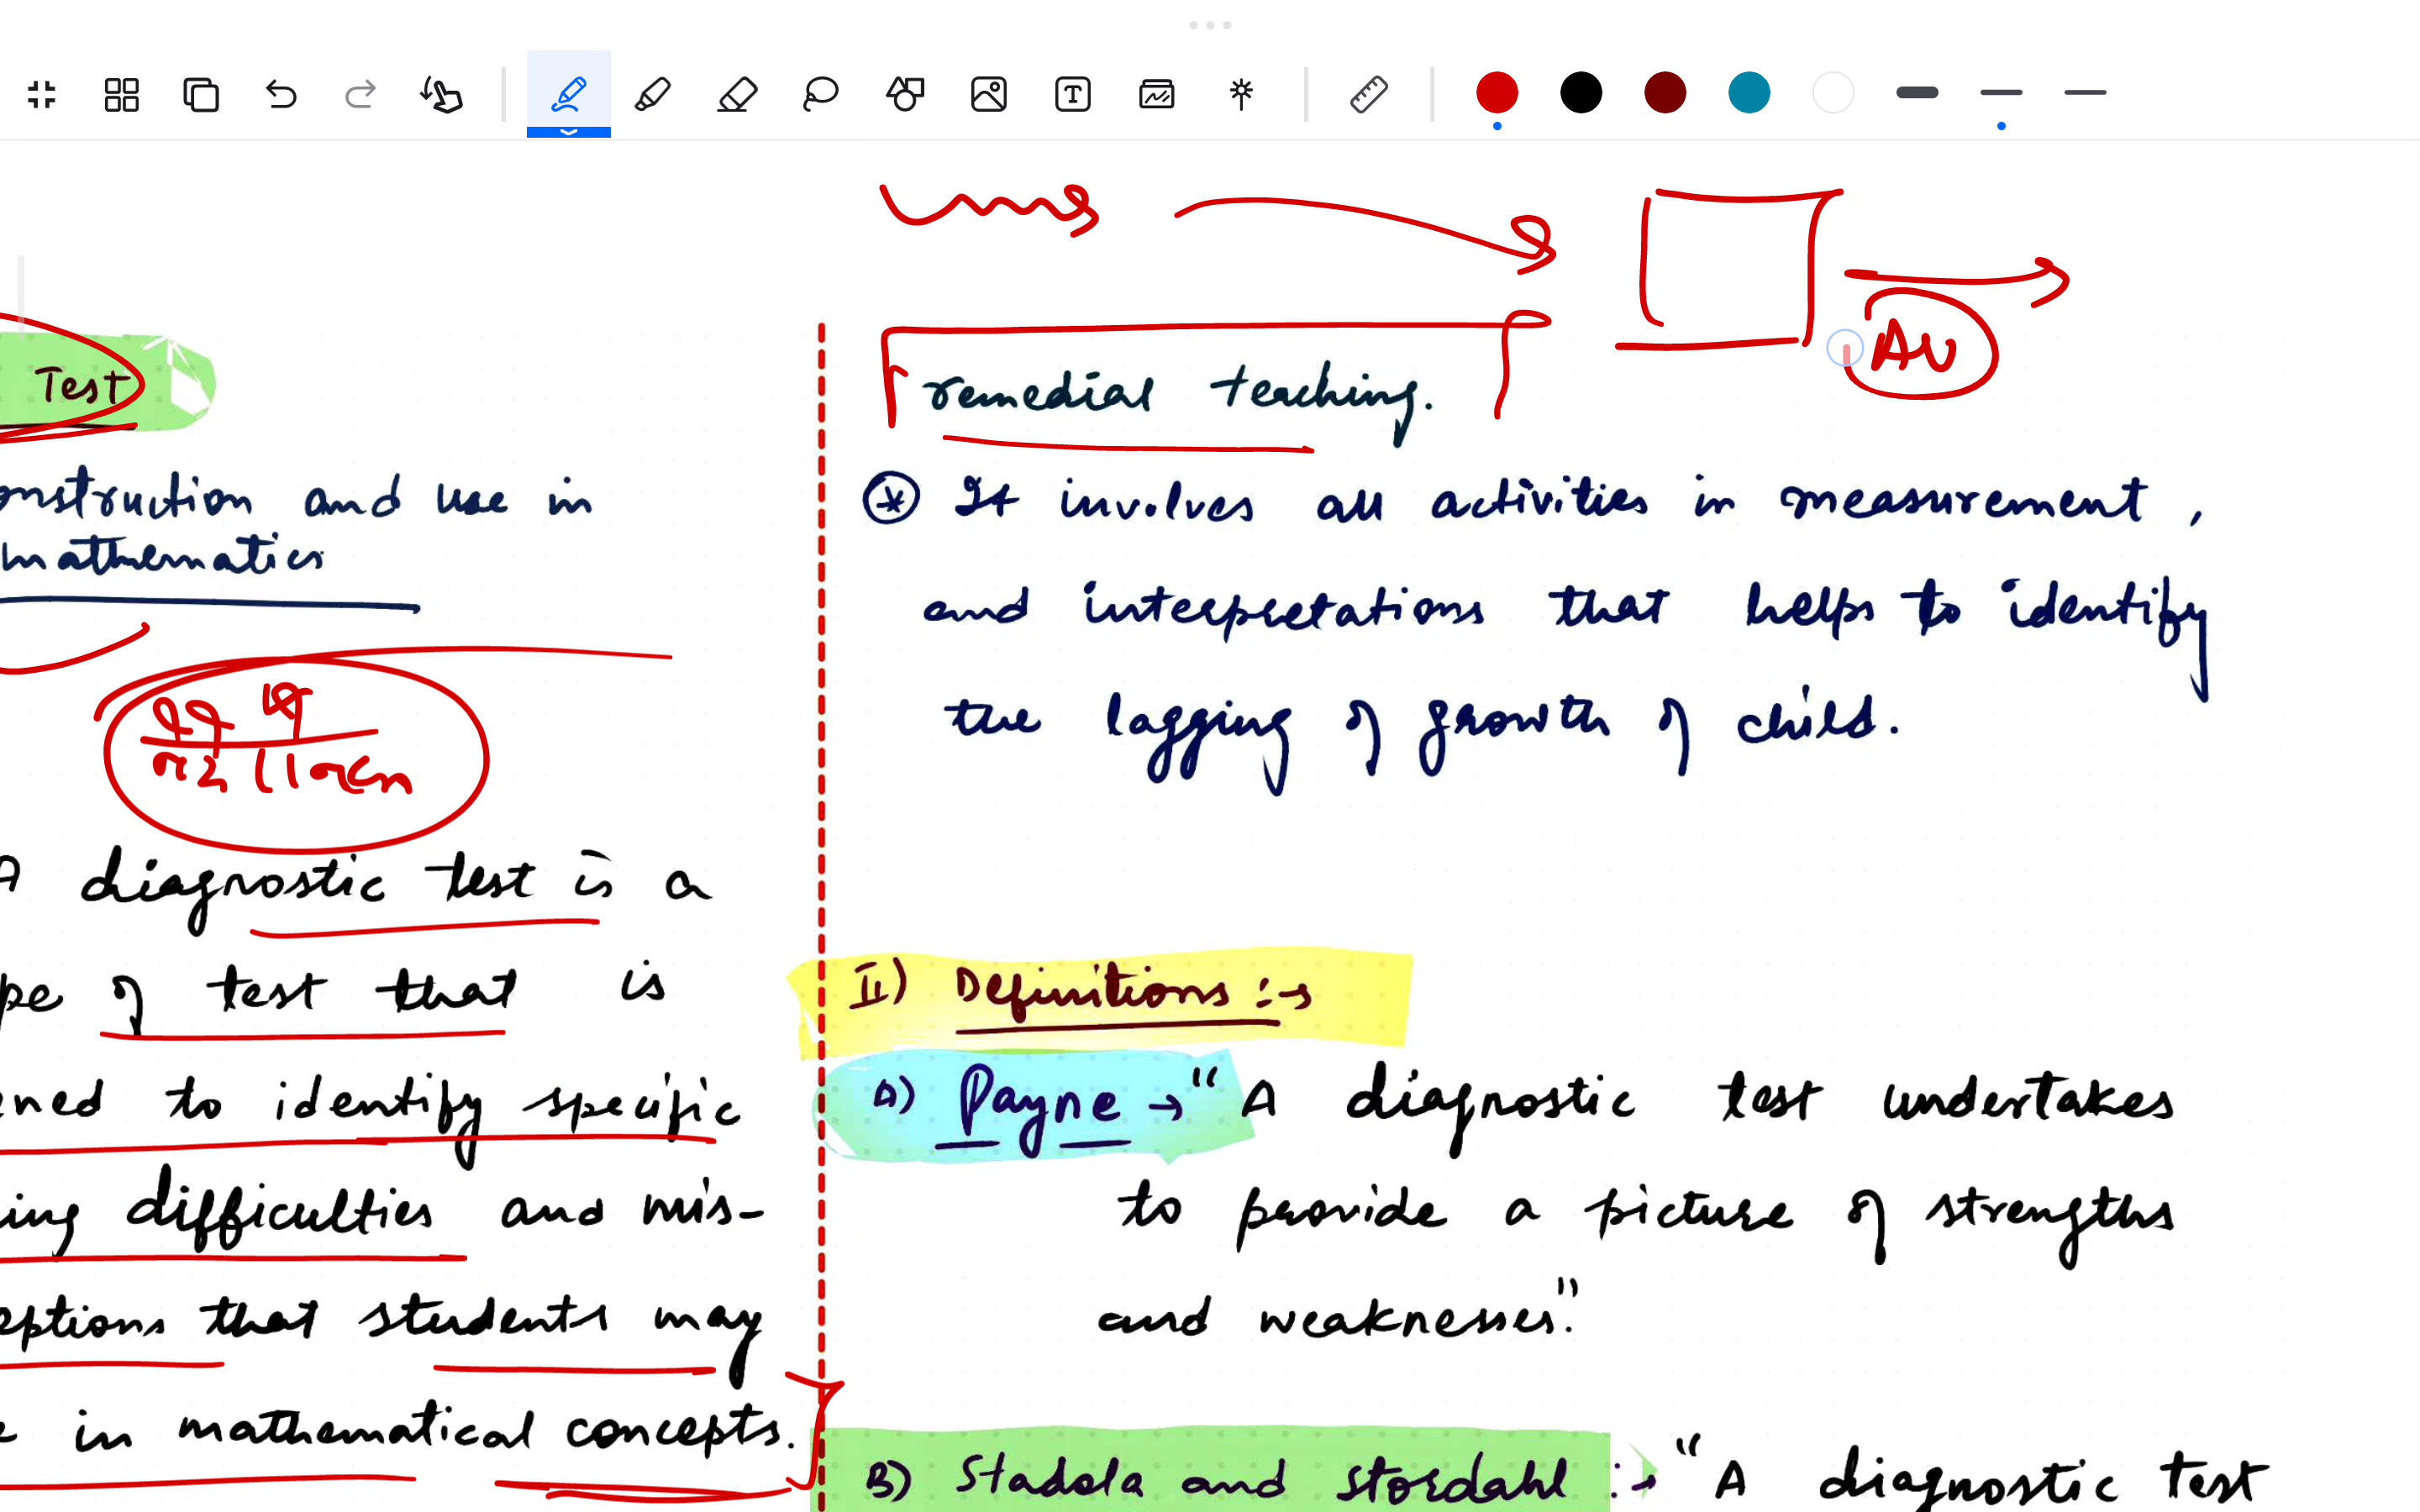 Test
onstruction and use in
mathematics
A diagnostic test is a
pe of test that is
ned to identify specific
ing difficulties and mis-
eptions that students may
e in mathematical concepts.
AV
remedial teaching.
It involves all activities in measurement,
and interpretations that helps to identify
the lagging of growth of child.
II) Definitions :→
A) Payne → "A diagnostic test undertakes
to provide a picture of strengths
and weaknesses."
B) Stadola and Stordahl :→ "A diagnostic test